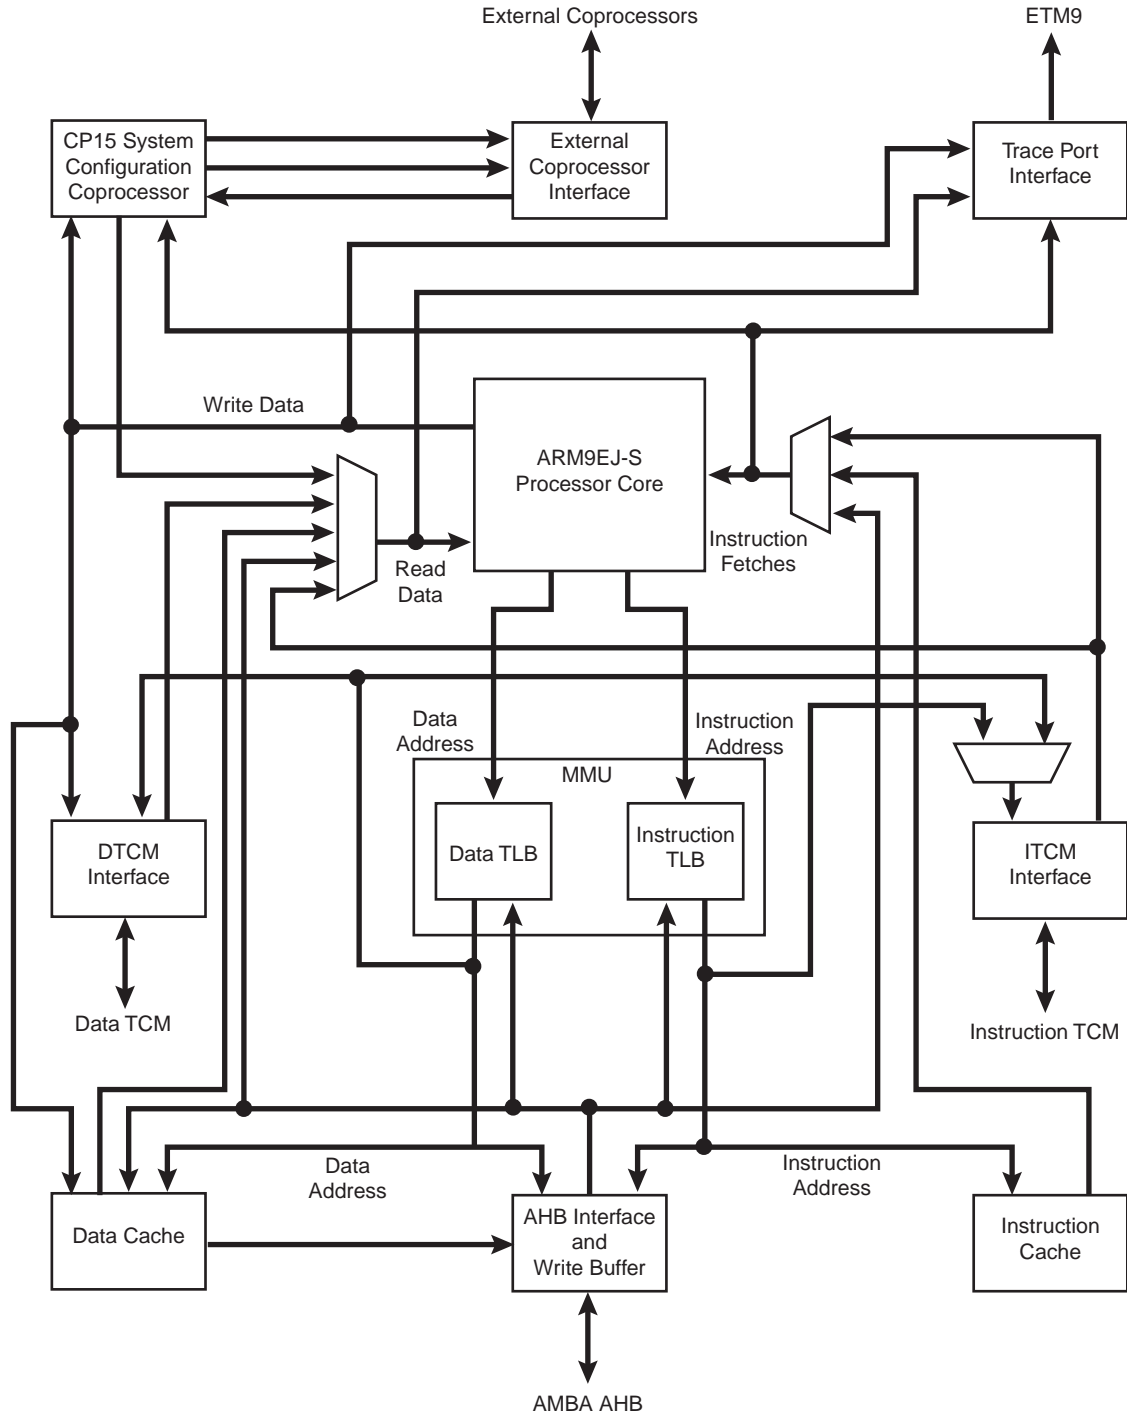 External Coprocessors
ETM9
CP15 System
Configuration
Coprocessor
External
Coprocessor
Interface
Trace Port
Interface
Write Data
ARM9EJ-S
Processor Core
Instruction
Fetches
Read
Data
Data
Address
Instruction
Address
MMU
DTCM
Interface
Data TLB
Instruction
TLB
ITCM
Interface
Data TCM
Instruction TCM
Data
Address
Instruction
Address
Data Cache
AHB Interface
and
Write Buffer
Instruction
Cache
AMBA AHB